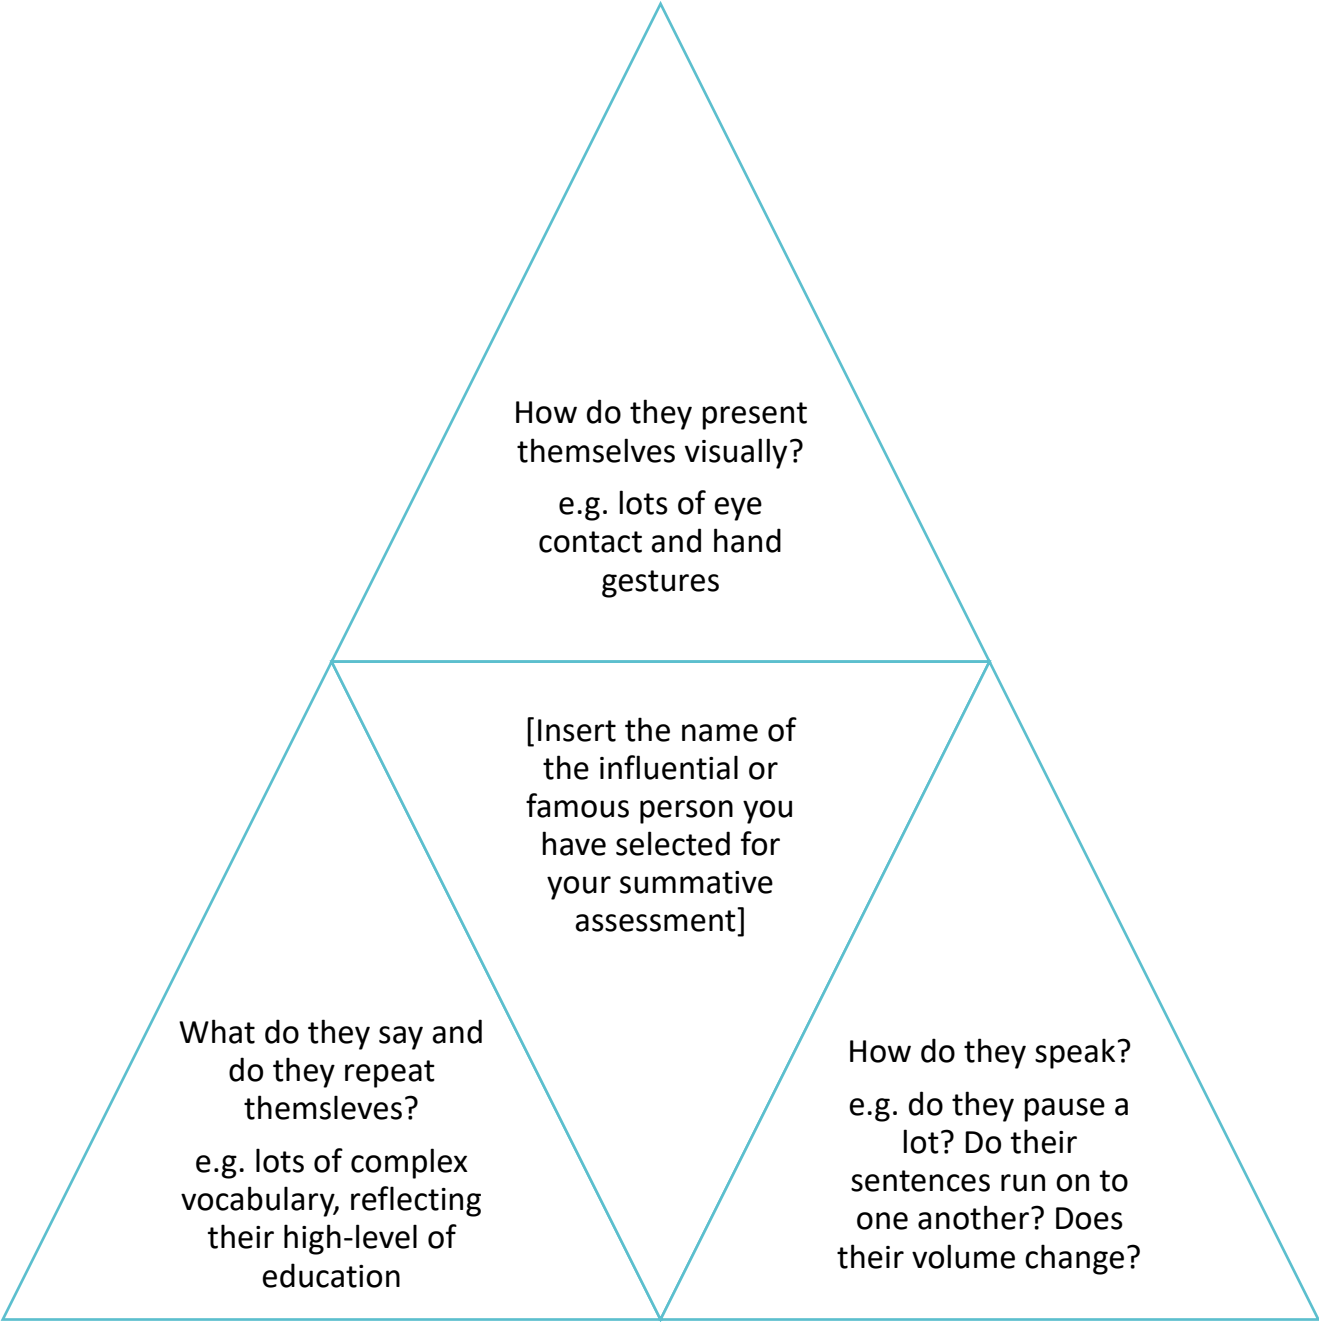 How do they present
themselves visually?
e.g. lots of eye
contact and hand
gestures
[Insert the name of
the influential or
famous person you
have selected for
your summative
assessment]
What do they say and
do they repeat
themsleves?
e.g. lots of complex
vocabulary, reflecting
their high-level of
education
How do they speak?
e.g. do they pause a
lot? Do their
sentences run on to
one another? Does
their volume change?